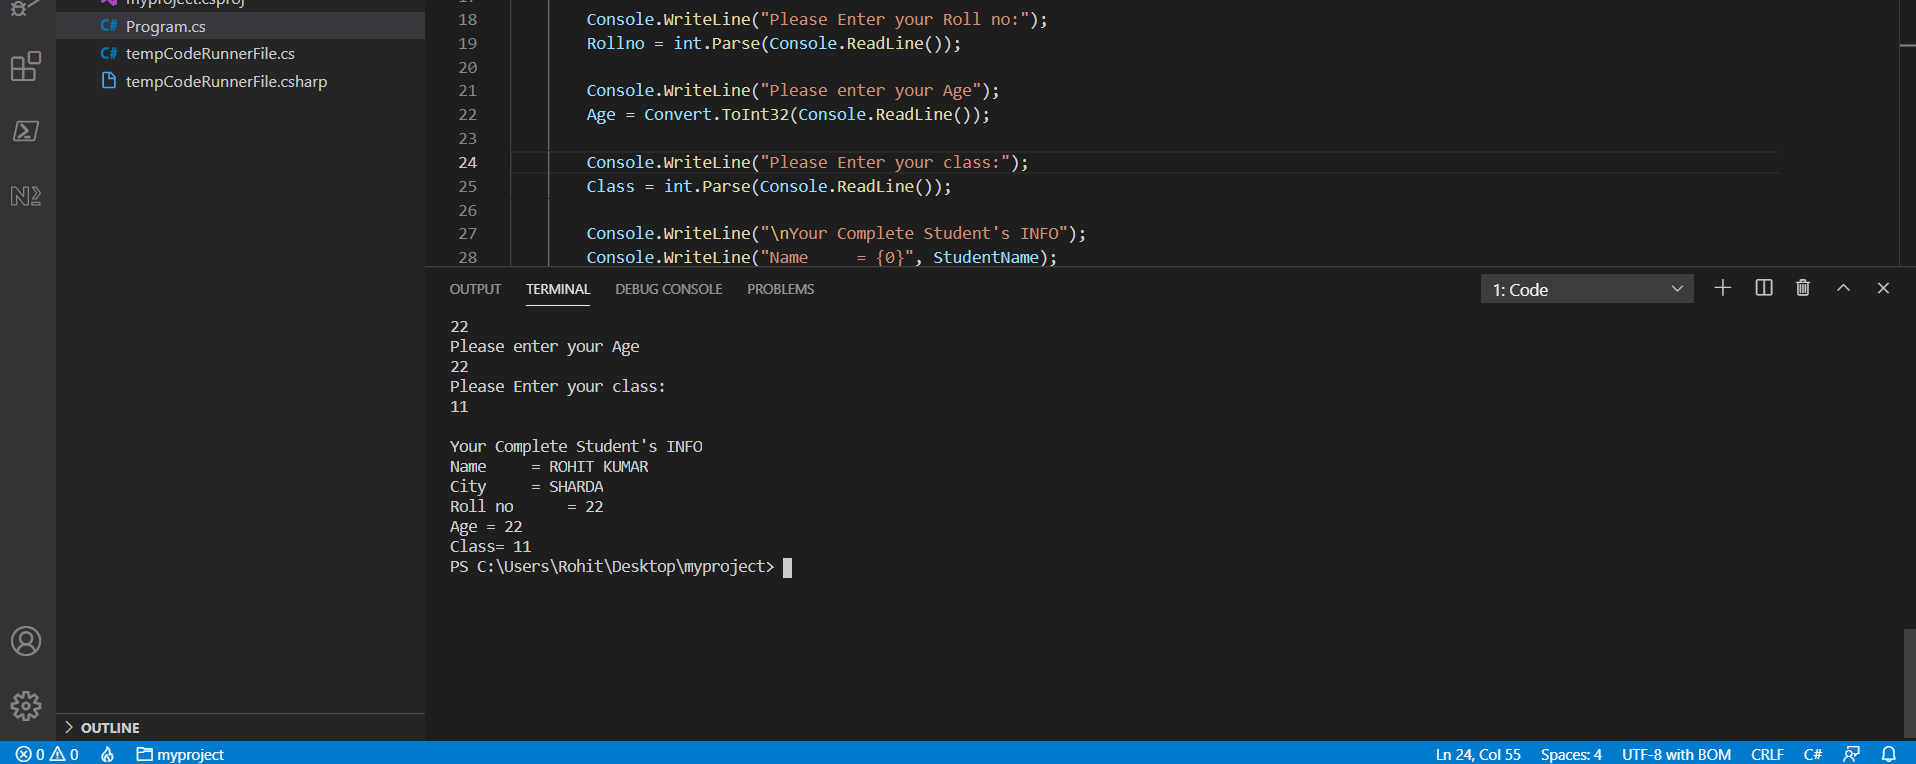 myproject.csproj
Program.cs
tempCodeRunnerFile.cs
tempCodeRunnerFile.csharp
OUTLINE
17
18 Console.WriteLine("Please Enter your Roll no:");
19 Rollno = int.Parse(Console.ReadLine());
20
21 Console.WriteLine("Please enter your Age");
22 Age = Convert.ToInt32(Console.ReadLine());
23
24 Console.WriteLine("Please Enter your class:");
25 Class = int.Parse(Console.ReadLine());
26
27 Console.WriteLine("\nYour Complete Student's INFO");
28 Console.WriteLine("Name     = {0}", StudentName);
OUTPUT TERMINAL DEBUG CONSOLE PROBLEMS 1: Code
22
Please enter your Age
22
Please Enter your class:
11
Your Complete Student's INFO
Name     = ROHIT KUMAR
City     = SHARDA
Roll no      = 22
Age = 22
Class= 11
PS C:\Users\Rohit\Desktop\myproject>
0 0 myproject Ln 24, Col 55 Spaces: 4 UTF-8 with BOM CRLF C#